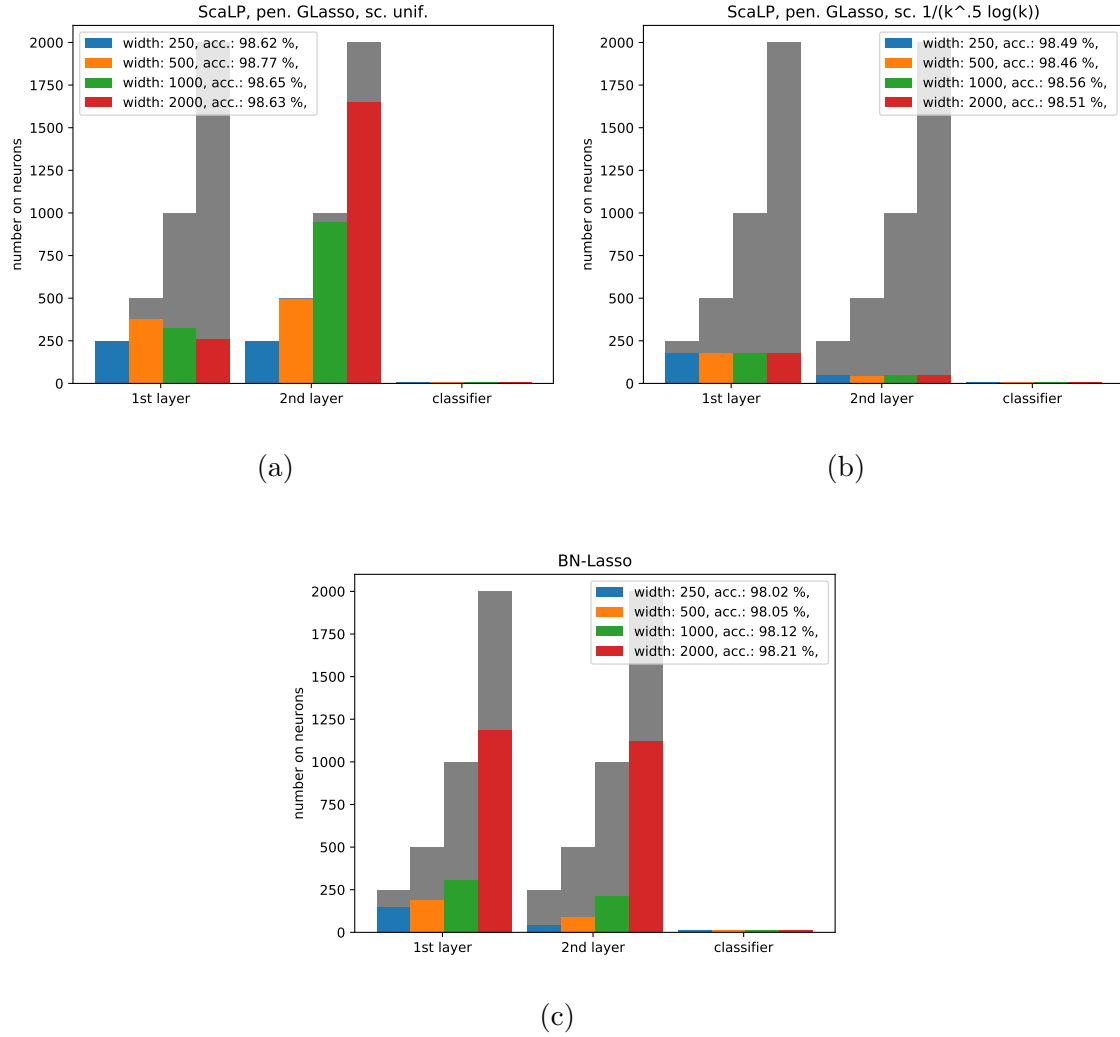 ScaLP, pen. GLasso, sc. unif.
width: 250, acc.: 98.62 %,
width: 500, acc.: 98.77 %,
width: 1000, acc.: 98.65 %,
width: 2000, acc.: 98.63 %,
number on neurons
2000
1750
1500
1250
1000
750
500
250
0
1st layer 2nd layer classifier
(a)
ScaLP, pen. GLasso, sc. 1/(k^.5 log(k))
width: 250, acc.: 98.49 %,
width: 500, acc.: 98.46 %,
width: 1000, acc.: 98.56 %,
width: 2000, acc.: 98.51 %,
number on neurons
2000
1750
1500
1250
1000
750
500
250
0
1st layer 2nd layer classifier
(b)
BN-Lasso
width: 250, acc.: 98.02 %,
width: 500, acc.: 98.05 %,
width: 1000, acc.: 98.12 %,
width: 2000, acc.: 98.21 %,
number on neurons
2000
1750
1500
1250
1000
750
500
250
0
1st layer 2nd layer classifier
(c)